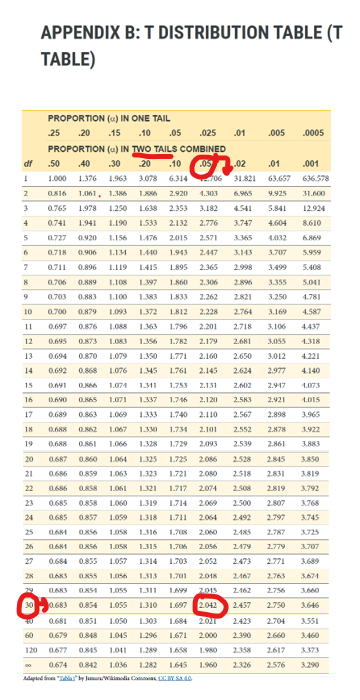 APPENDIX B: T DISTRIBUTION TABLE (T
TABLE)
PROPORTION (α) IN ONE TAIL
.25 .20 .15 .10 .05 .025 .01 .005 .0005
PROPORTION (α) IN TWO TAILS COMBINED
df .50 .40 .30 .20 .10 .05 .02 .01 .001
1 1.000 1.376 1.963 3.078 6.314 12.706 31.821 63.657 636.578
2 0.816 1.061 1.386 1.886 2.920 4.303 6.965 9.925 31.600
3 0.765 1.978 1.250 1.638 2.353 3.182 4.541 5.841 12.924
4 0.741 1.941 1.190 1.533 2.132 2.776 3.747 4.604 8.610
5 0.727 0.920 1.156 1.476 2.015 2.571 3.365 4.032 6.869
6 0.718 0.906 1.134 1.440 1.943 2.447 3.143 3.707 5.959
7 0.711 0.896 1.119 1.415 1.895 2.365 2.998 3.499 5.408
8 0.706 0.889 1.108 1.397 1.860 2.306 2.896 3.355 5.041
9 0.703 0.883 1.100 1.383 1.833 2.262 2.821 3.250 4.781
10 0.700 0.879 1.093 1.372 1.812 2.228 2.764 3.169 4.587
11 0.697 0.876 1.088 1.363 1.796 2.201 2.718 3.106 4.437
12 0.695 0.873 1.083 1.356 1.782 2.179 2.681 3.055 4.318
13 0.694 0.870 1.079 1.350 1.771 2.160 2.650 3.012 4.221
14 0.692 0.868 1.076 1.345 1.761 2.145 2.624 2.977 4.140
15 0.691 0.866 1.074 1.341 1.753 2.131 2.602 2.947 4.073
16 0.690 0.865 1.071 1.337 1.746 2.120 2.583 2.921 4.015
17 0.689 0.863 1.069 1.333 1.740 2.110 2.567 2.898 3.965
18 0.688 0.862 1.067 1.330 1.734 2.101 2.552 2.878 3.922
19 0.688 0.861 1.066 1.328 1.729 2.093 2.539 2.861 3.883
20 0.687 0.860 1.064 1.325 1.725 2.086 2.528 2.845 3.850
21 0.686 0.859 1.063 1.323 1.721 2.080 2.518 2.831 3.819
22 0.686 0.858 1.061 1.321 1.717 2.074 2.508 2.819 3.792
23 0.685 0.858 1.060 1.319 1.714 2.069 2.500 2.807 3.768
24 0.685 0.857 1.059 1.318 1.711 2.064 2.492 2.797 3.745
25 0.684 0.856 1.058 1.316 1.708 2.060 2.485 2.787 3.725
26 0.684 0.856 1.058 1.315 1.706 2.056 2.479 2.779 3.707
27 0.684 0.855 1.057 1.314 1.703 2.052 2.473 2.771 3.689
28 0.683 0.855 1.056 1.313 1.701 2.048 2.467 2.763 3.674
29 0.683 0.854 1.055 1.311 1.699 2.045 2.462 2.756 3.660
30 0.683 0.854 1.055 1.310 1.697 2.042 2.457 2.750 3.646
40 0.681 0.851 1.050 1.303 1.684 2.021 2.423 2.704 3.551
60 0.679 0.848 1.045 1.296 1.671 2.000 2.390 2.660 3.460
120 0.677 0.845 1.041 1.289 1.658 1.980 2.358 2.617 3.373
∞ 0.674 0.842 1.036 1.282 1.645 1.960 2.326 2.576 3.290
Adapted from "Table1" by Jsmura/Wikimedia Commons, CC BY SA 4.0.